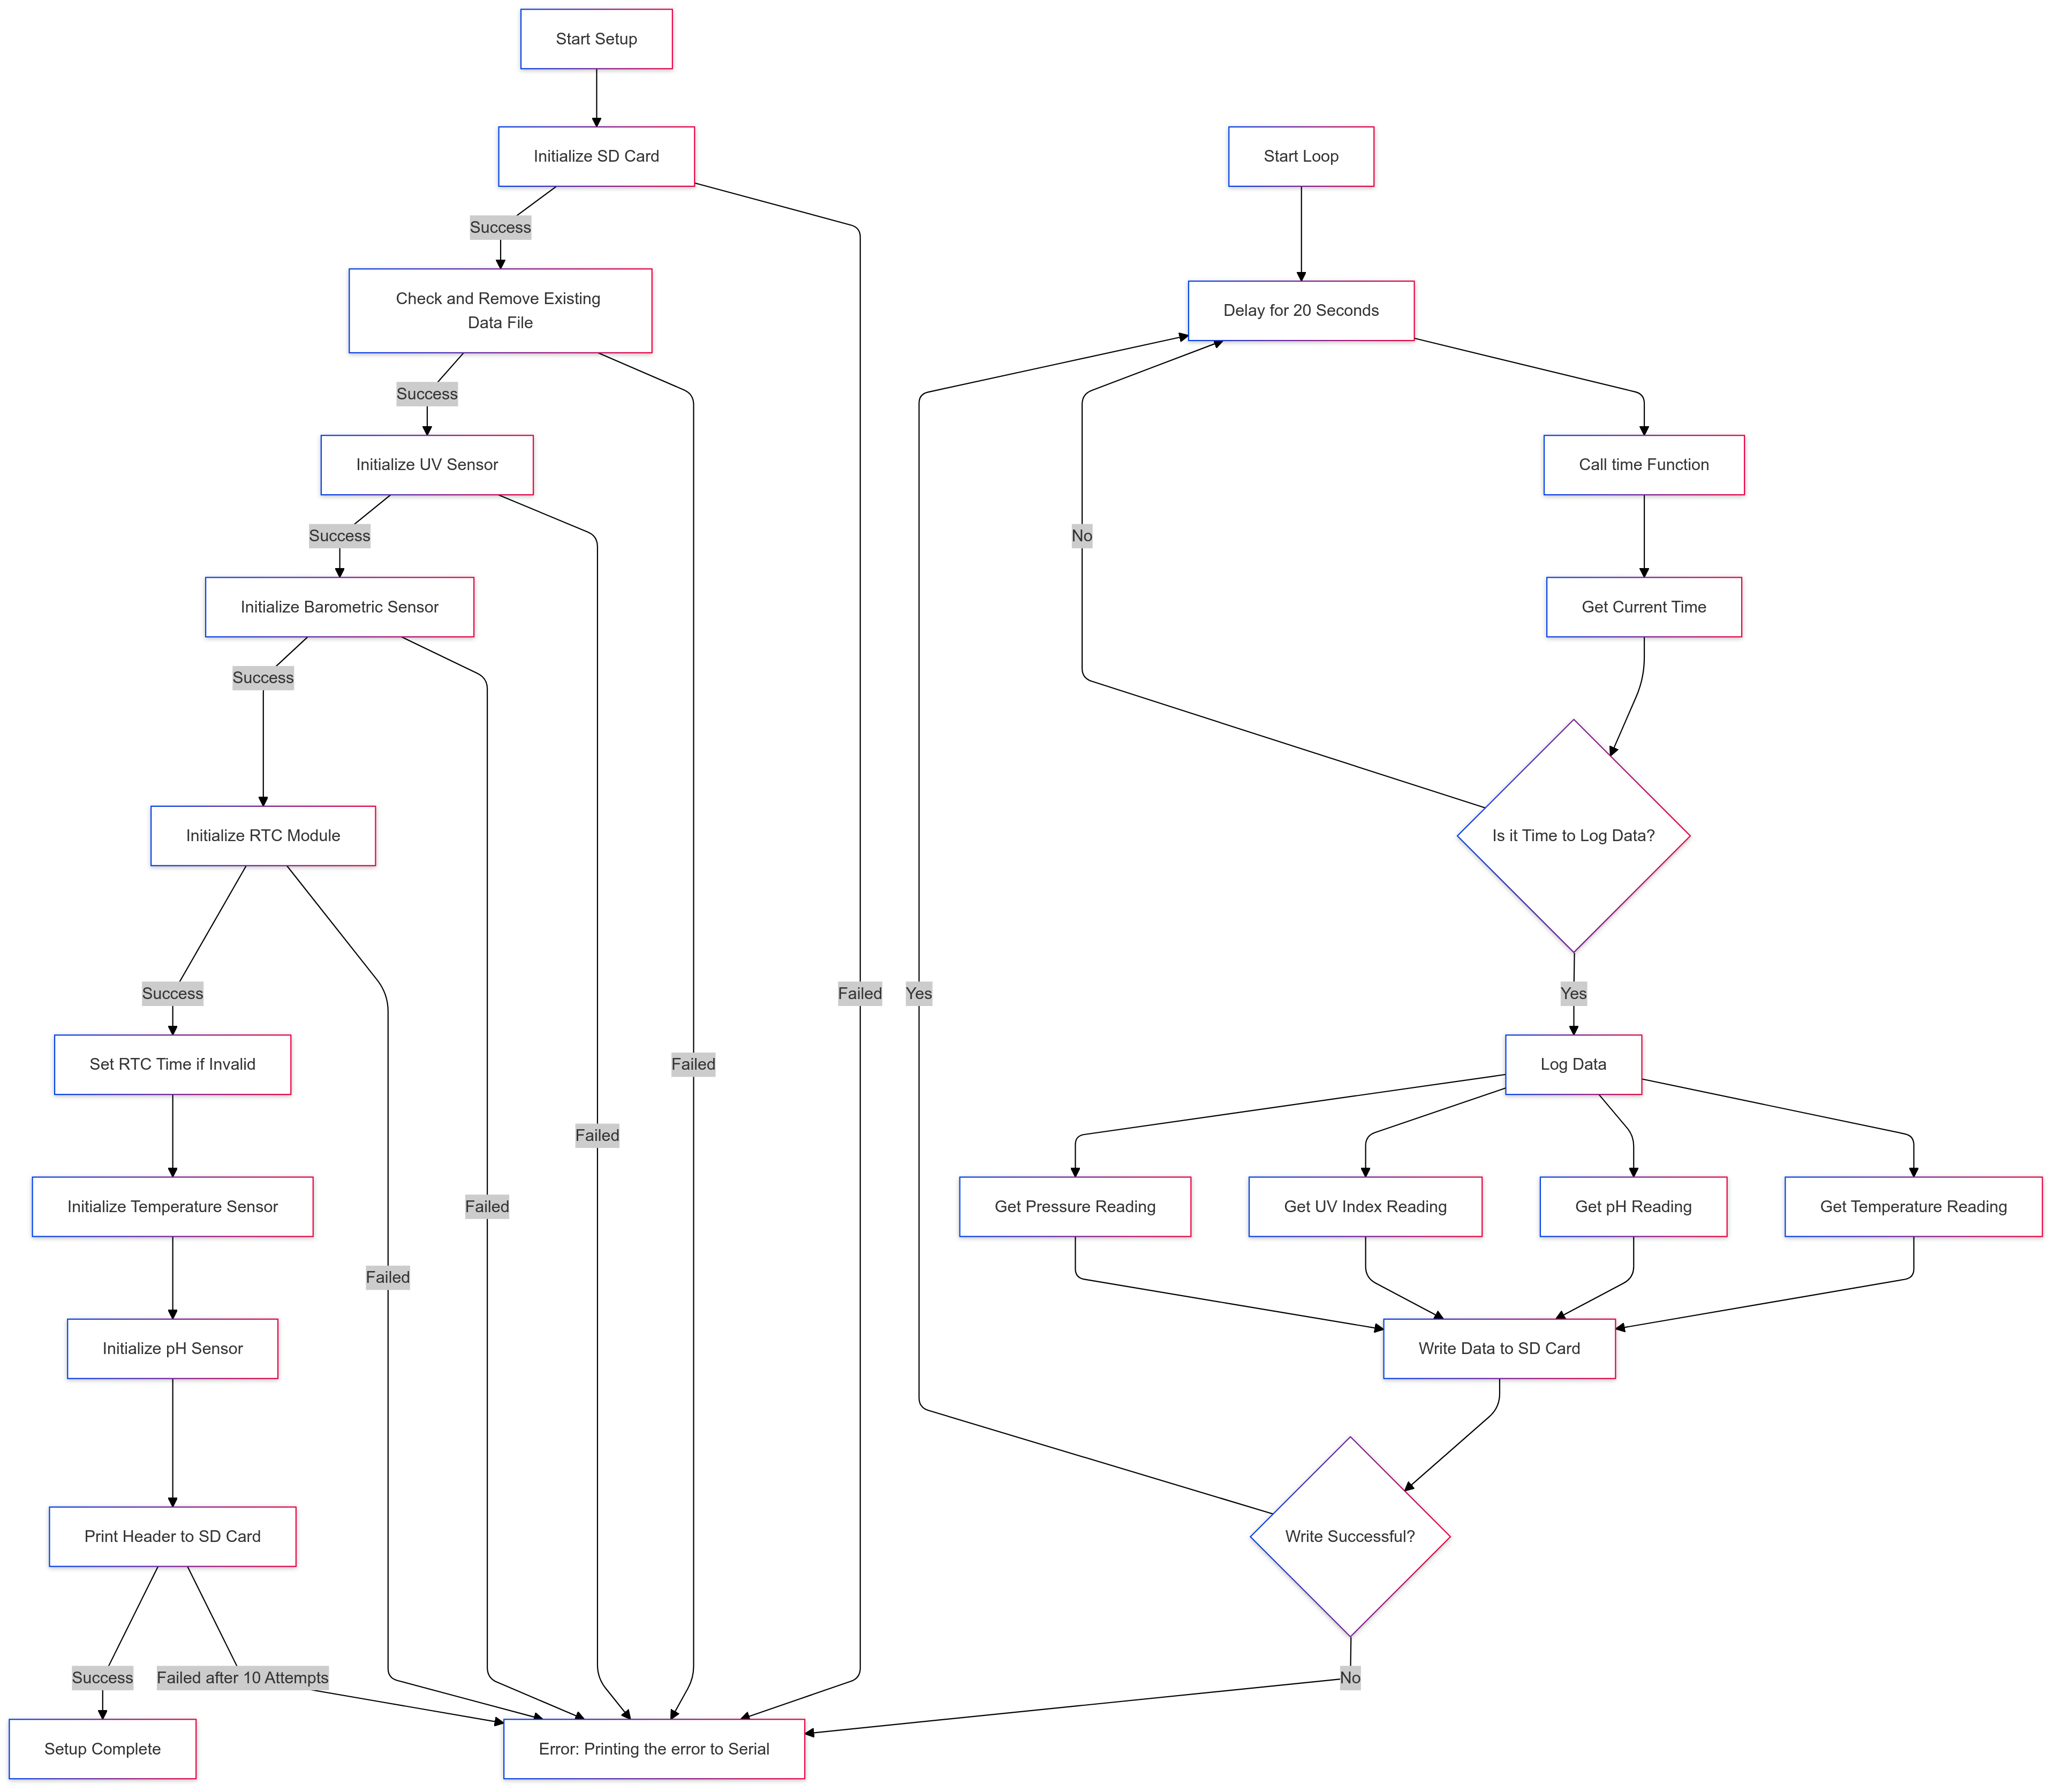 Start Setup
Initialize SD Card
Success
Check and Remove Existing
Data File
Success
Initialize UV Sensor
Success
Initialize Barometric Sensor
Success
Initialize RTC Module
Success
Set RTC Time if Invalid
Initialize Temperature Sensor
Initialize pH Sensor
Print Header to SD Card
Success
Failed after 10 Attempts
Setup Complete
Failed
Failed
Failed
Failed
Failed
Error: Printing the error to Serial
Start Loop
Delay for 20 Seconds
Call time Function
Get Current Time
No
Is it Time to Log Data?
Yes
Yes
Log Data
Get Pressure Reading
Get UV Index Reading
Get pH Reading
Get Temperature Reading
Write Data to SD Card
Write Successful?
No